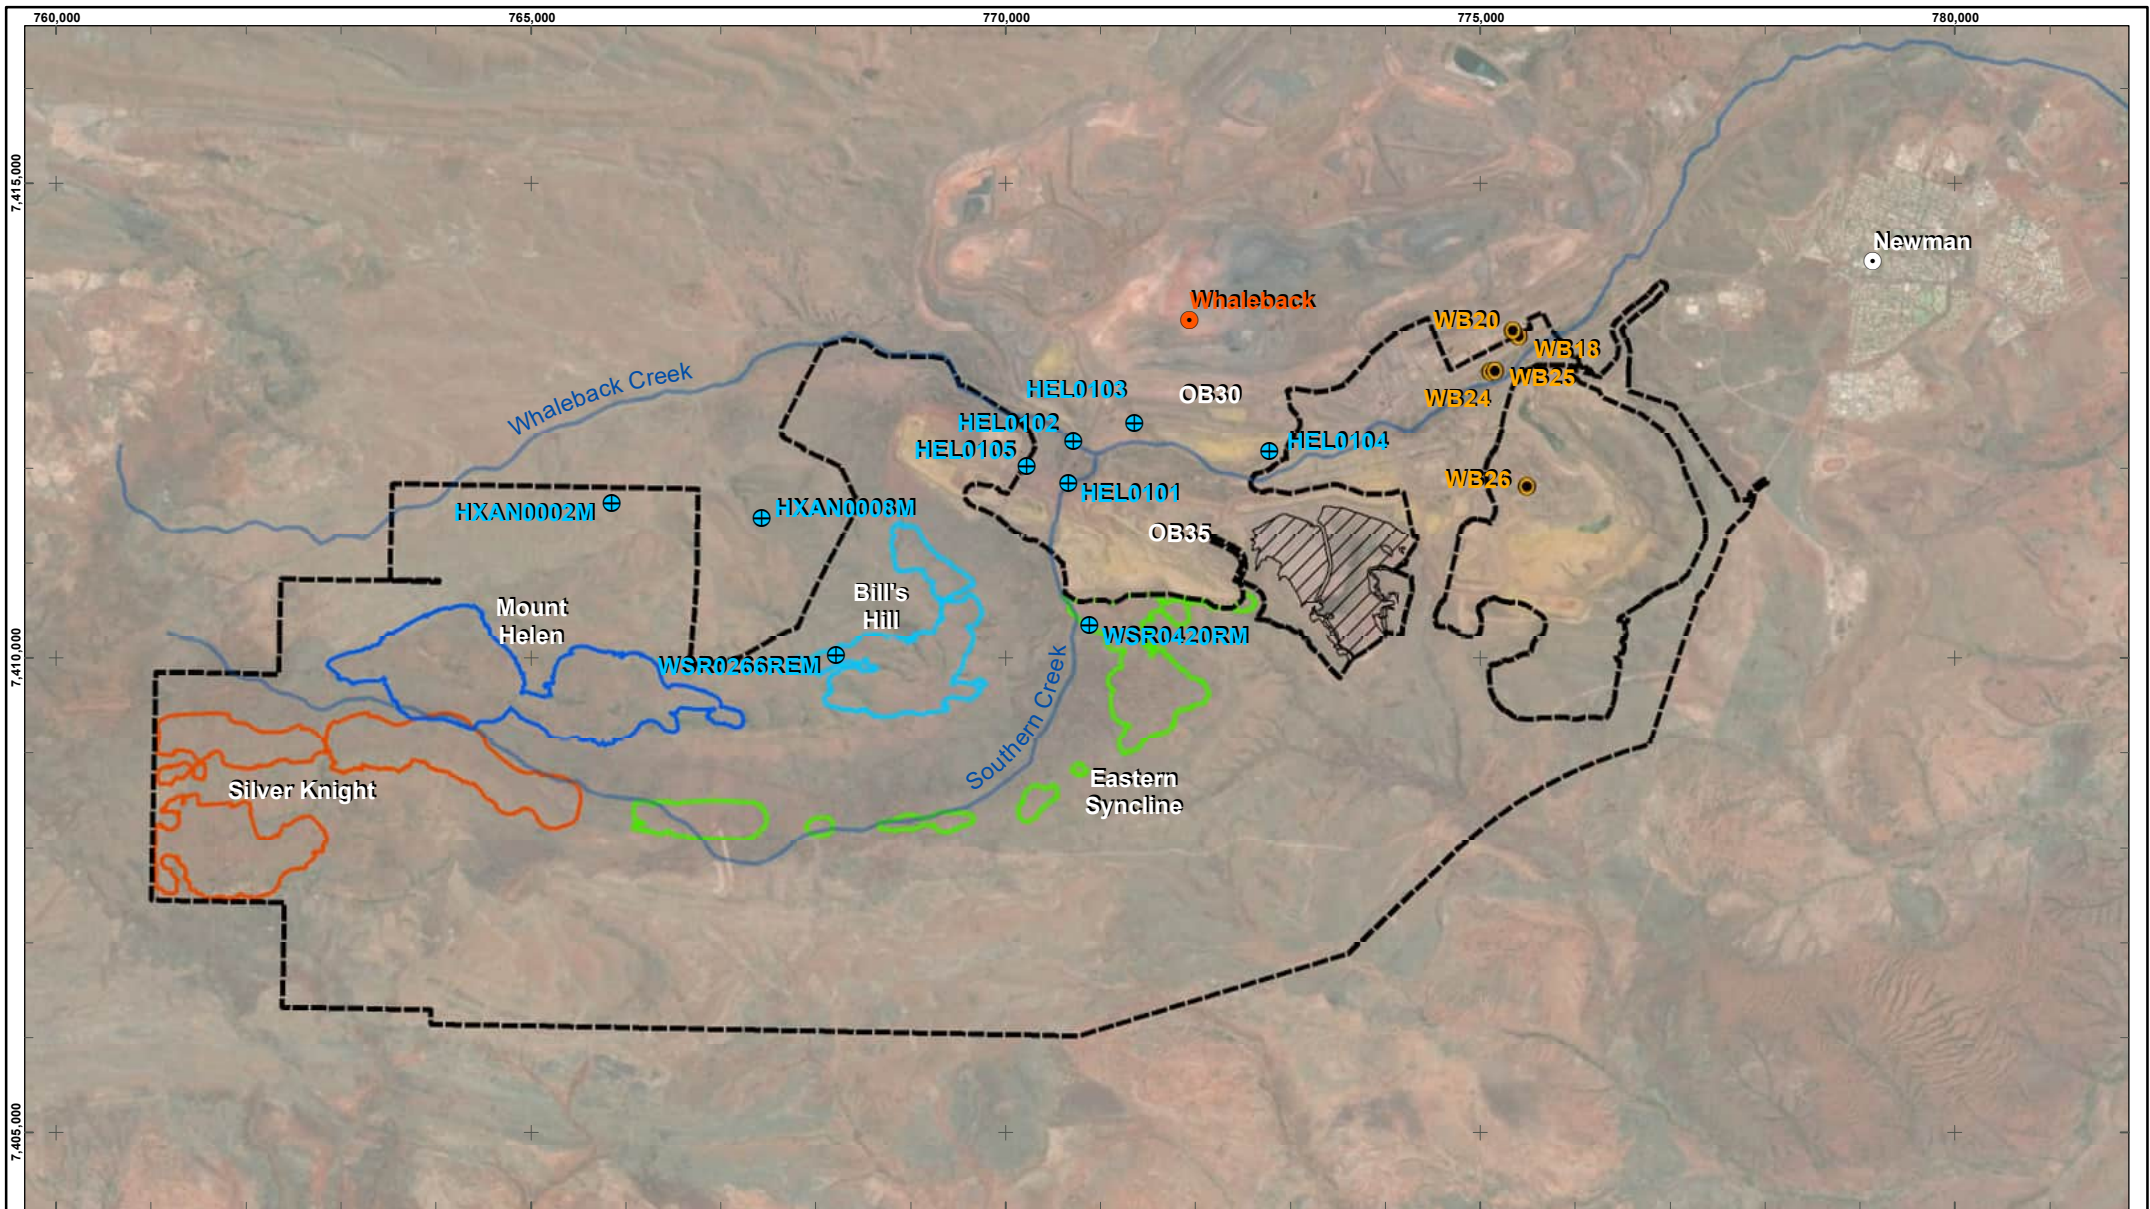 760,000
765,000
770,000
775,000
780,000
7,415,000
7,410,000
7,405,000
Newman
Whaleback
WB20
WB18
WB25
WB24
WB26
Whaleback Creek
HEL0103
OB30
HEL0102
HEL0105
HEL0104
HEL0101
HXAN0002M
HXAN0008M
OB35
Mount
Helen
Bill's
Hill
WSR0266REM
WSR0420RM
Southern Creek
Silver Knight
Eastern
Syncline